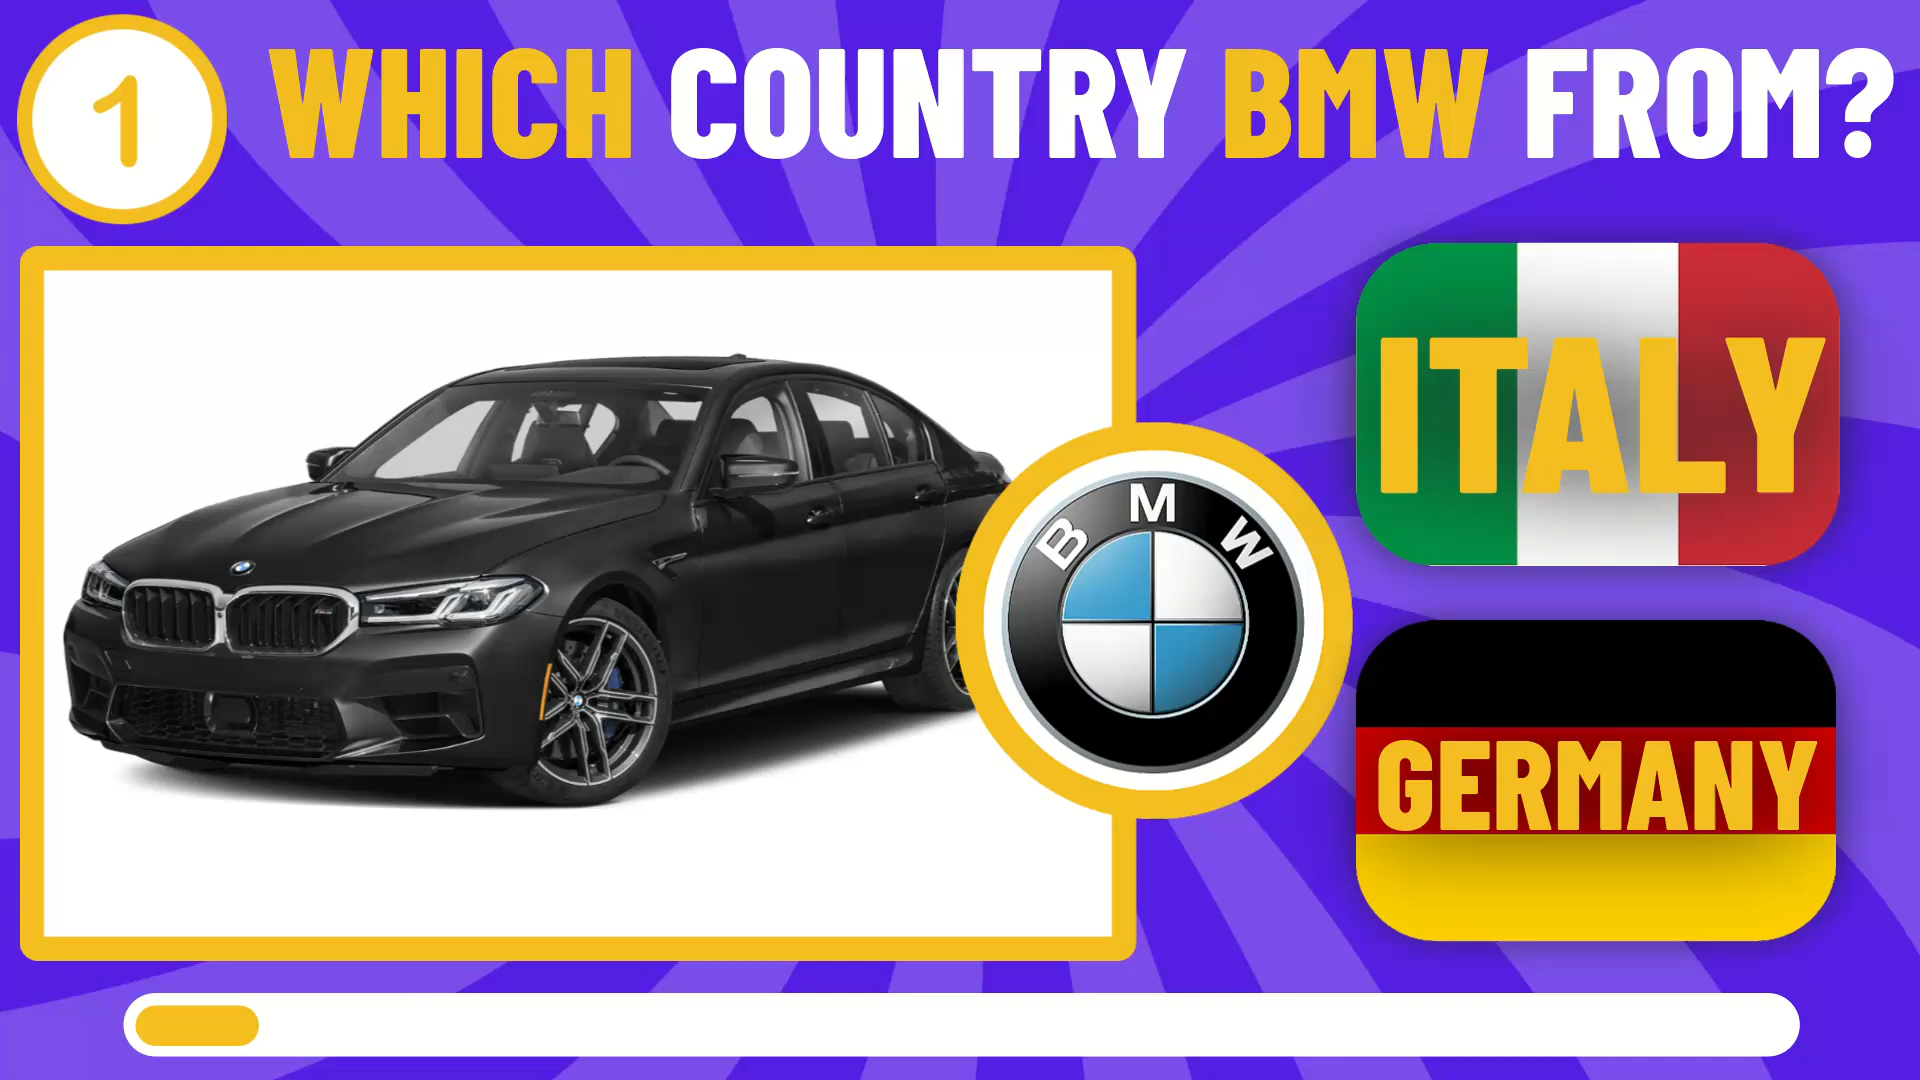 1
WHICH COUNTRY BMW FROM?
ITALY
BMW
GERMANY